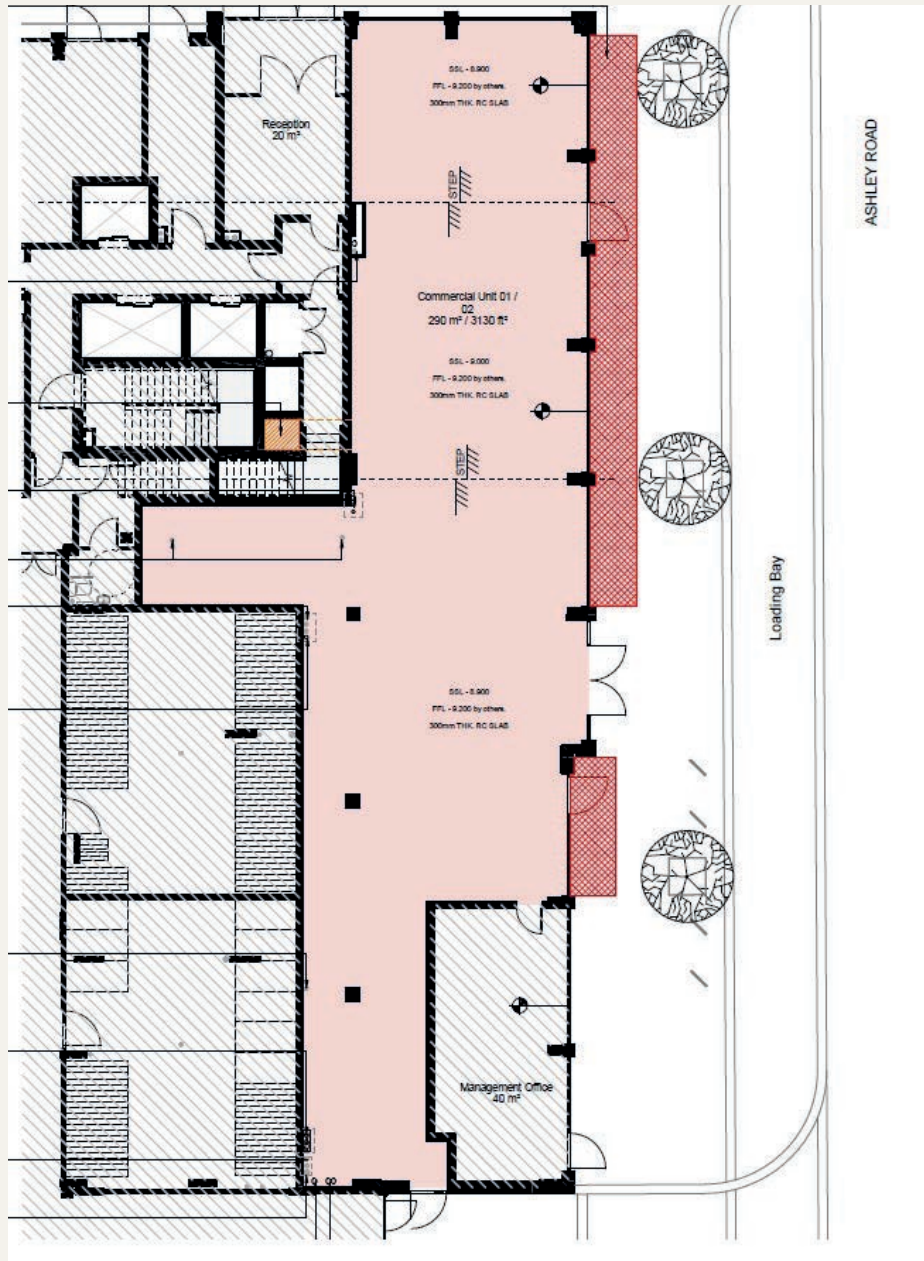 SSL - 8.900
FFL - 9.200 by others.
300mm THK. RC SLAB
Reception
20 m²
ASHLEY ROAD
STEP
Commercial Unit 01 /
02
290 m² / 3130 ft²
SSL - 9.000
FFL - 9.200 by others.
300mm THK. RC SLAB
STEP
Loading Bay
SSL - 8.900
FFL - 9.200 by others.
300mm THK. RC SLAB
Management Office
40 m²